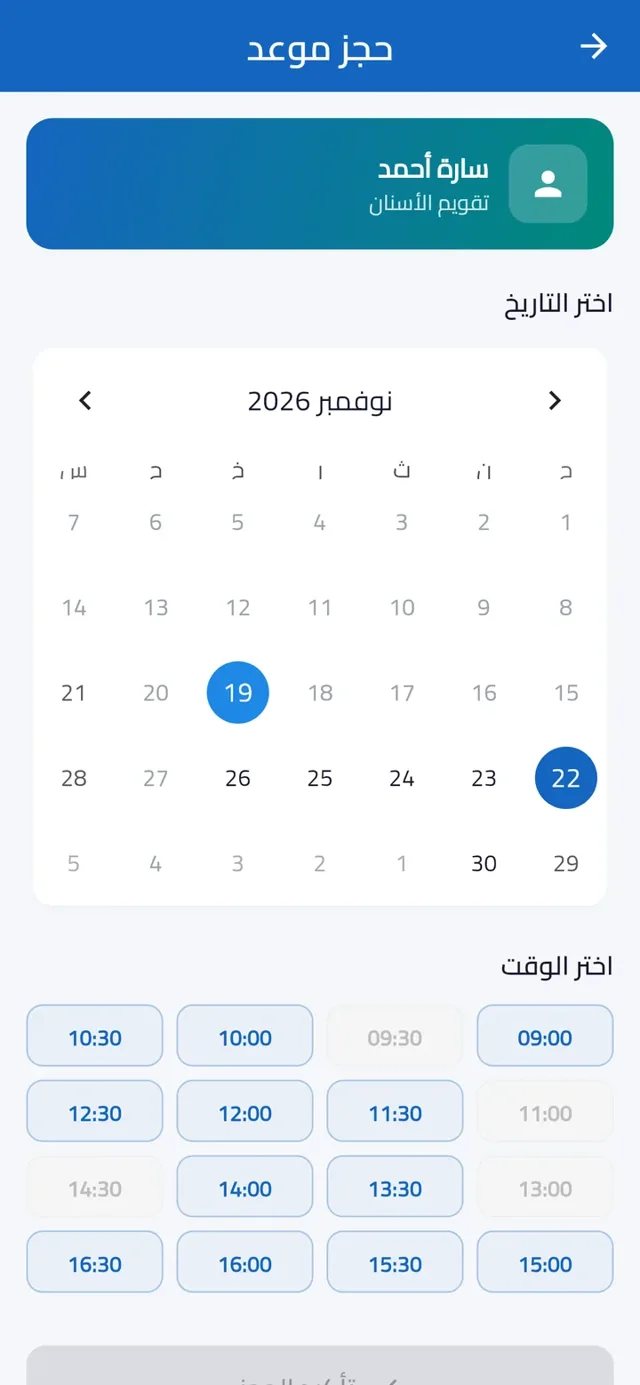 حجز موعد
سارة أحمد
تقويم الأسنان
اختر التاريخ
نوفمبر 2026
1 2 3 4 5 6 7
8 9 10 11 12 13 14
15 16 17 18 19 20 21
22 23 24 25 26 27 28
29 30 1 2 3 4 5
اختر الوقت
09:00 09:30 10:00 10:30
11:00 11:30 12:00 12:30
13:00 13:30 14:00 14:30
15:00 15:30 16:00 16:30